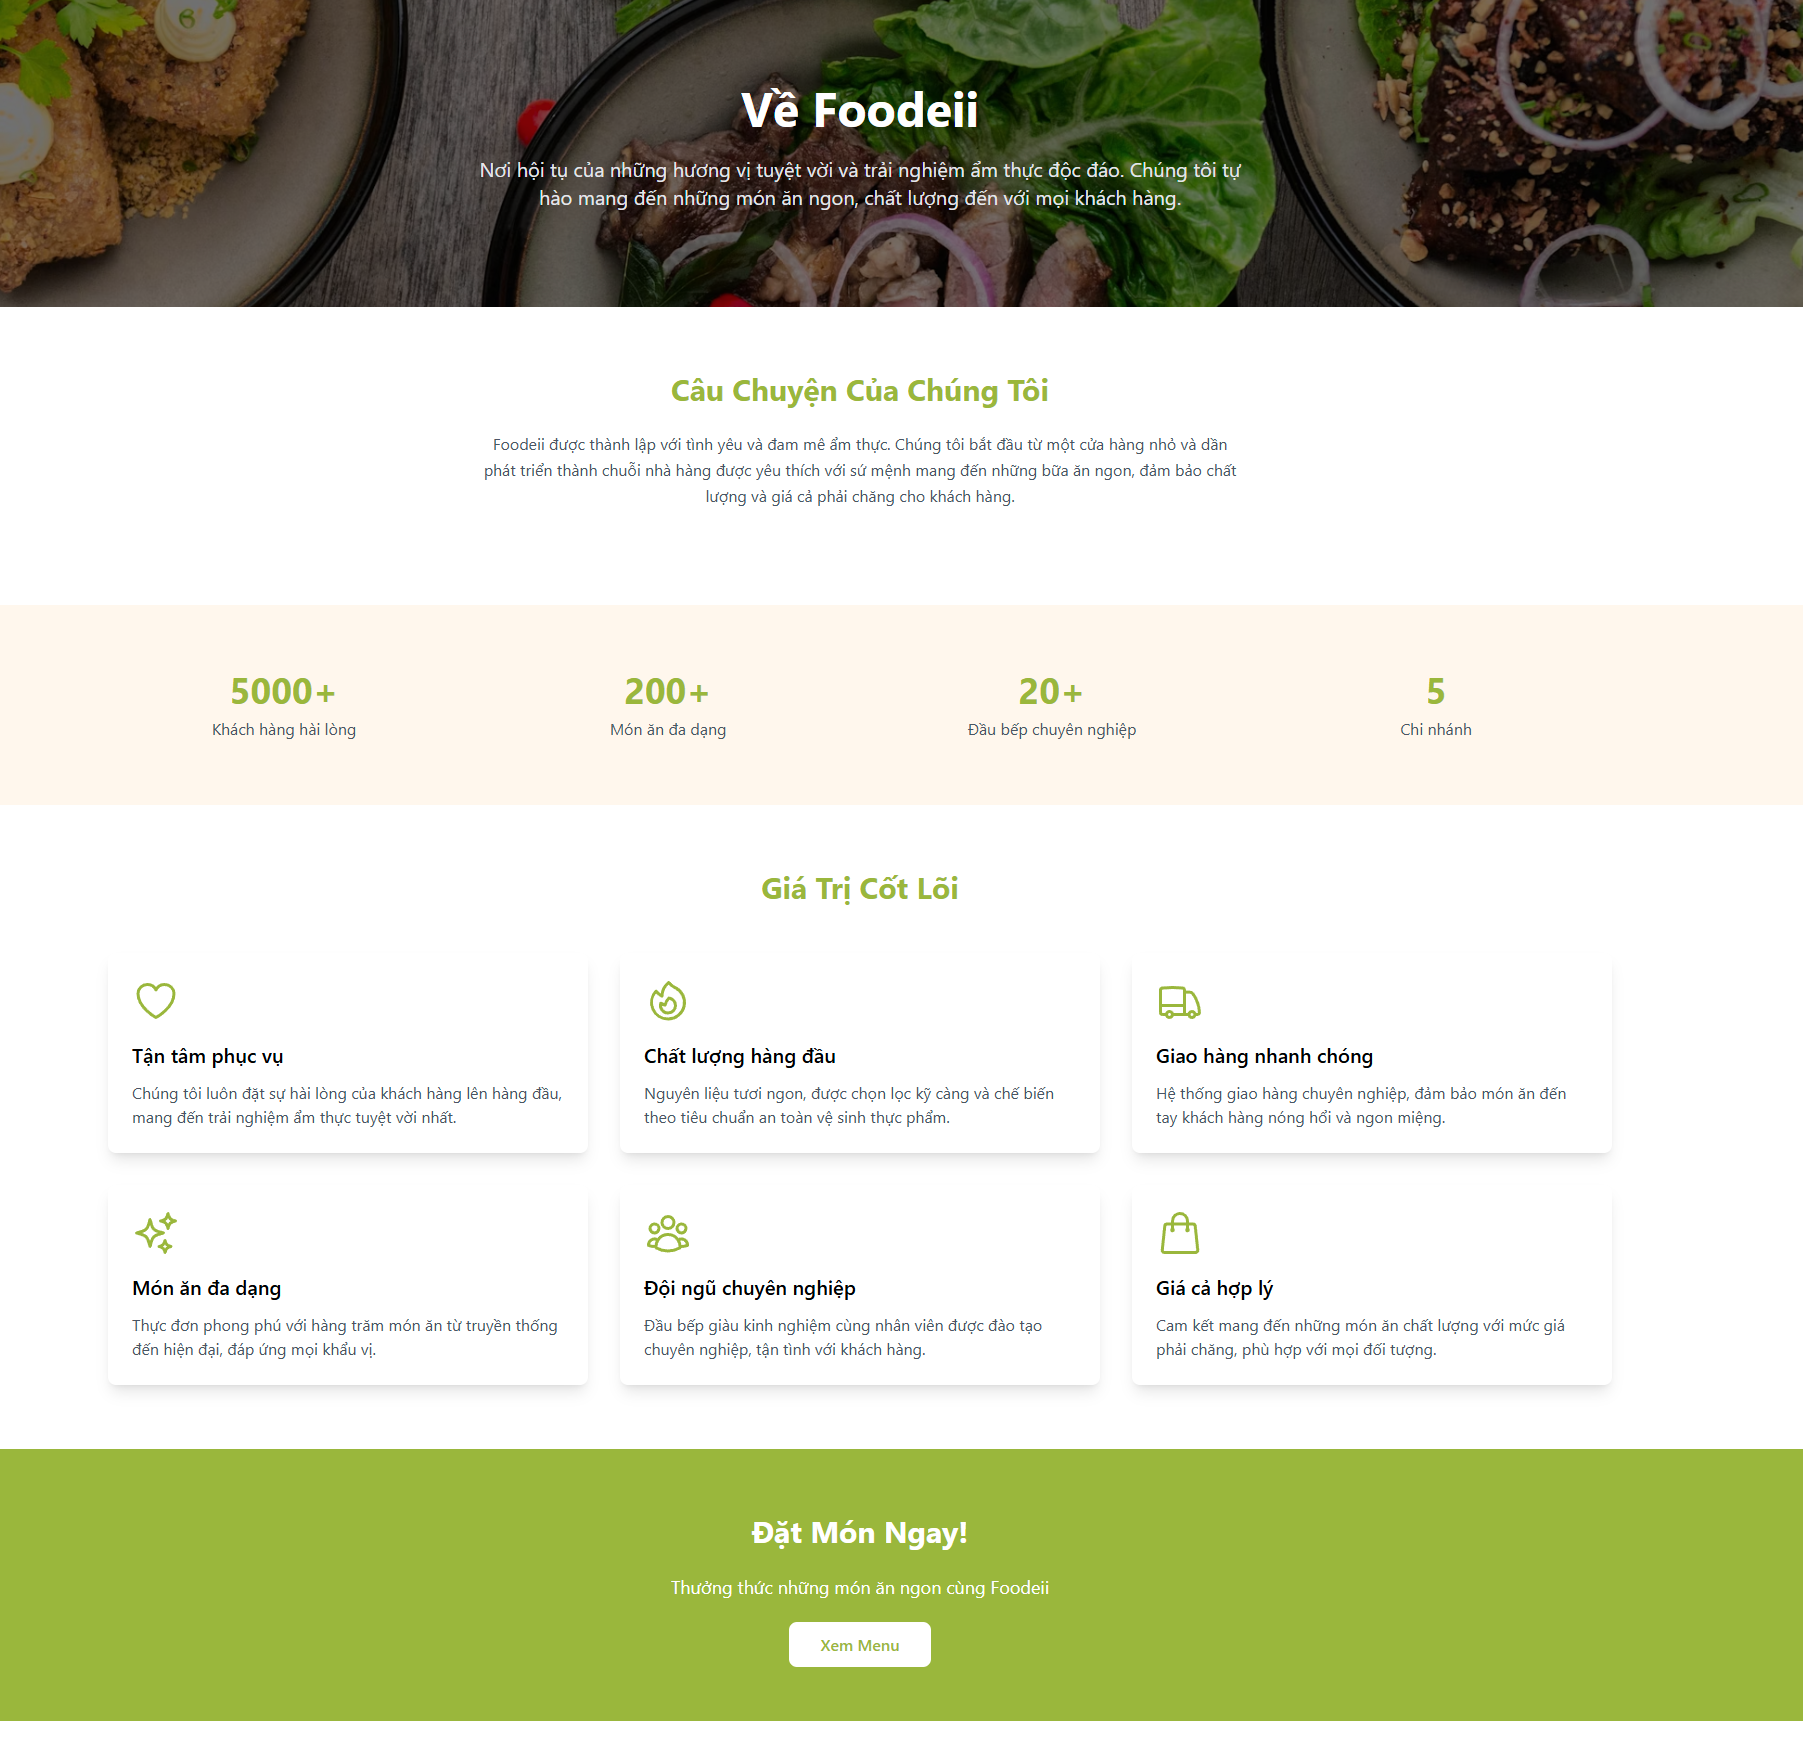 Về Foodeii
Nơi hội tụ của những hương vị tuyệt vời và trải nghiệm ẩm thực độc đáo. Chúng tôi tự
hào mang đến những món ăn ngon, chất lượng đến với mọi khách hàng.
Câu Chuyện Của Chúng Tôi
Foodeii được thành lập với tình yêu và đam mê ẩm thực. Chúng tôi bắt đầu từ một cửa hàng nhỏ và dần
phát triển thành chuỗi nhà hàng được yêu thích với sứ mệnh mang đến những bữa ăn ngon, đảm bảo chất
lượng và giá cả phải chăng cho khách hàng.
5000+
Khách hàng hài lòng
200+
Món ăn đa dạng
20+
Đầu bếp chuyên nghiệp
5
Chi nhánh
Giá Trị Cốt Lõi
Tận tâm phục vụ
Chúng tôi luôn đặt sự hài lòng của khách hàng lên hàng đầu,
mang đến trải nghiệm ẩm thực tuyệt vời nhất.
Chất lượng hàng đầu
Nguyên liệu tươi ngon, được chọn lọc kỹ càng và chế biến
theo tiêu chuẩn an toàn vệ sinh thực phẩm.
Giao hàng nhanh chóng
Hệ thống giao hàng chuyên nghiệp, đảm bảo món ăn đến
tay khách hàng nóng hổi và ngon miệng.
Món ăn đa dạng
Thực đơn phong phú với hàng trăm món ăn từ truyền thống
đến hiện đại, đáp ứng mọi khẩu vị.
Đội ngũ chuyên nghiệp
Đầu bếp giàu kinh nghiệm cùng nhân viên được đào tạo
chuyên nghiệp, tận tình với khách hàng.
Giá cả hợp lý
Cam kết mang đến những món ăn chất lượng với mức giá
phải chăng, phù hợp với mọi đối tượng.
Đặt Món Ngay!
Thưởng thức những món ăn ngon cùng Foodeii
Xem Menu